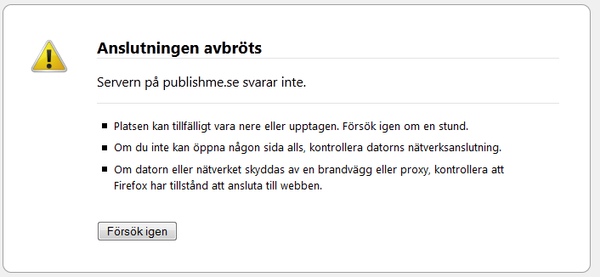 Anslutningen avbröts
Servern på publishme.se svarar inte.
Platsen kan tillfälligt vara nere eller upptagen. Försök igen om en stund.
Om du inte kan öppna någon sida alls, kontrollera datorns nätverksanslutning.
Om datorn eller nätverket skyddas av en brandvägg eller proxy, kontrollera att
Firefox har tillstånd att ansluta till webben.
Försök igen